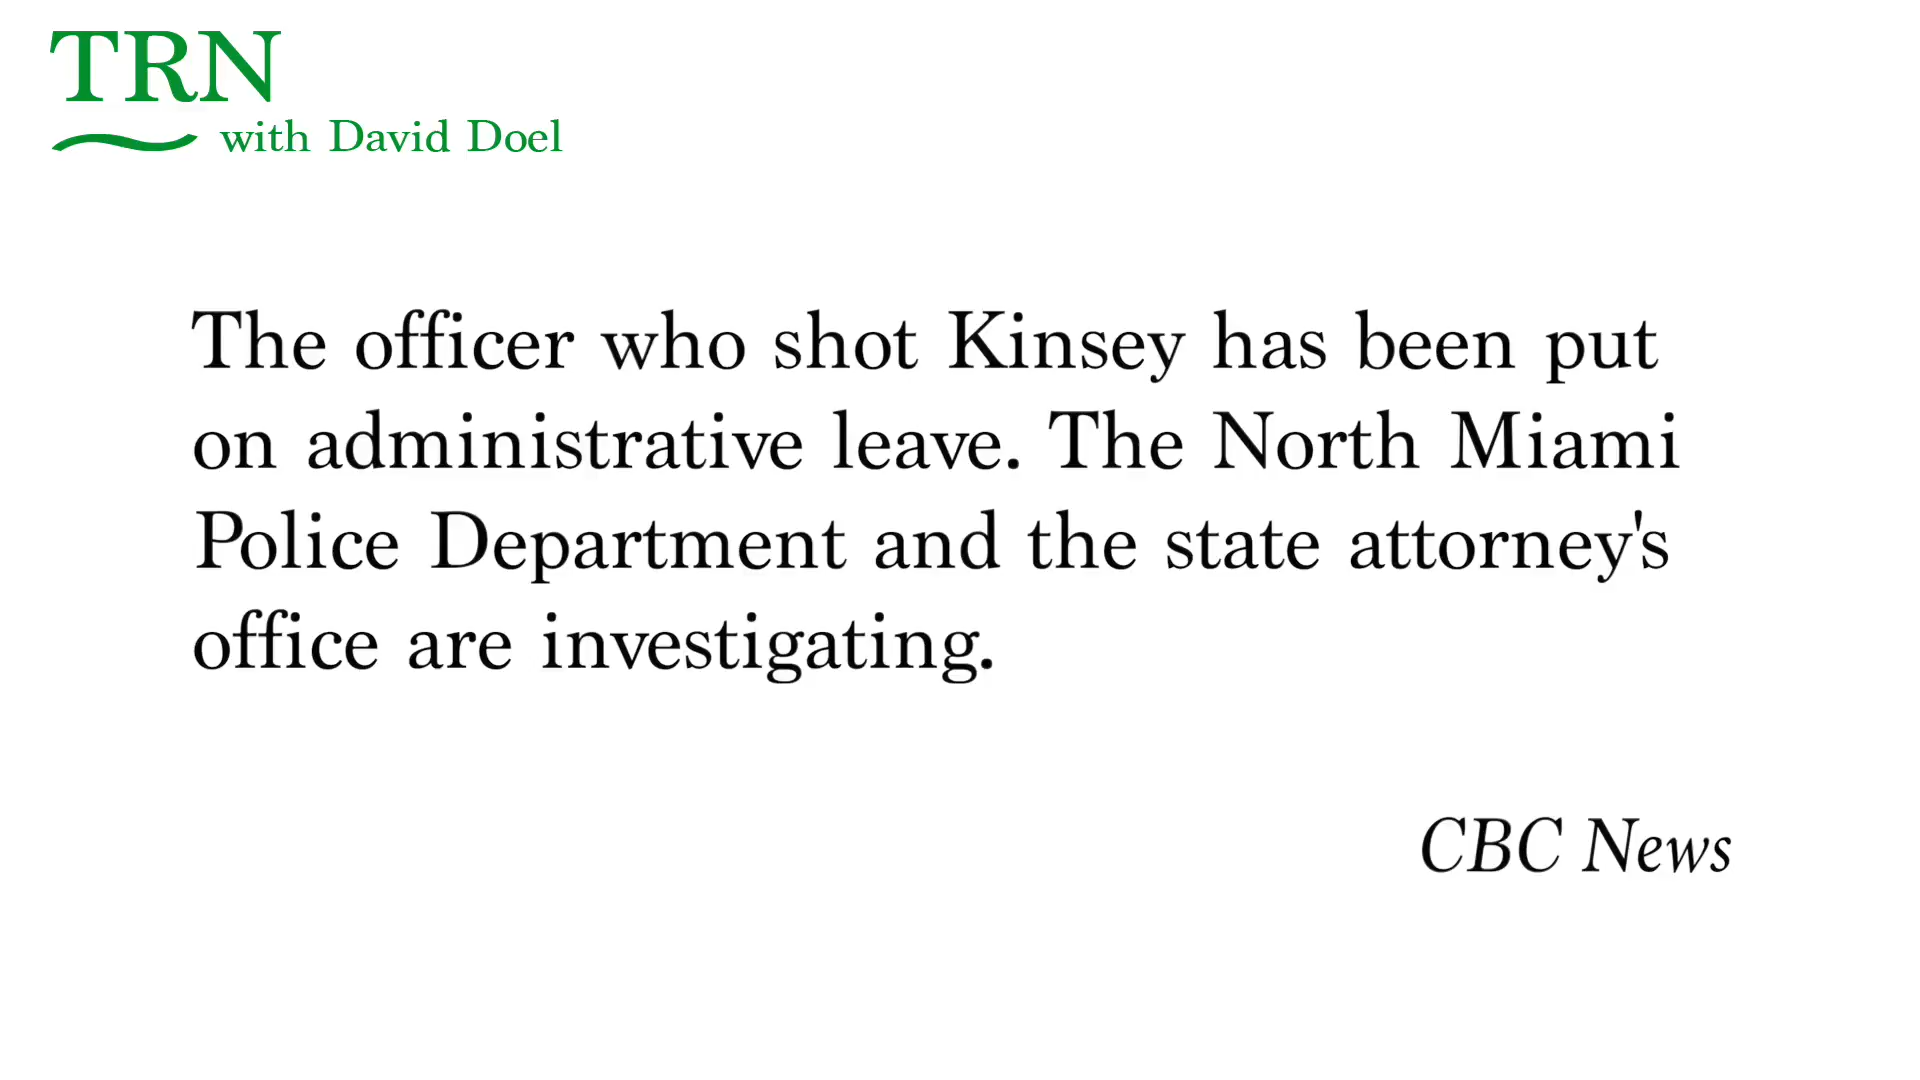 TRN
with David Doel
The officer who shot Kinsey has been put
on administrative leave. The North Miami
Police Department and the state attorney's
office are investigating.
CBC News